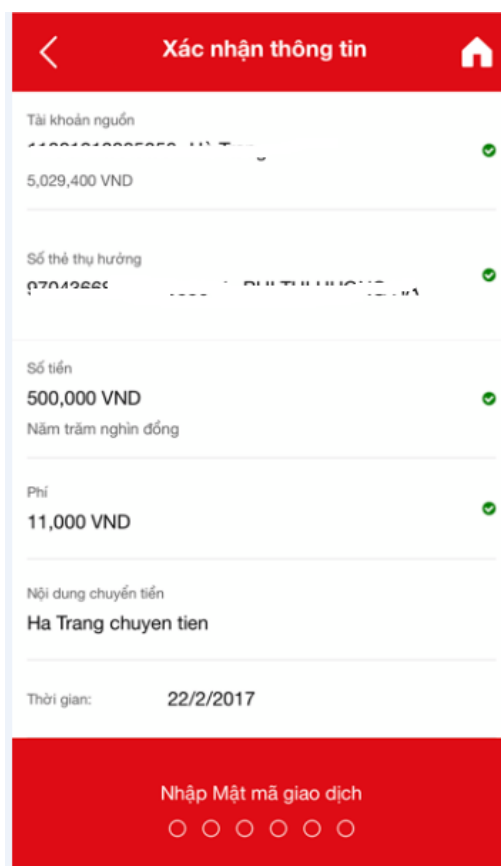 Xác nhận thông tin
Tài khoản nguồn
5,029,400 VND
Số thẻ thụ hưởng
Số tiền
500,000 VND
Năm trăm nghìn đồng
Phí
11,000 VND
Nội dung chuyển tiền
Ha Trang chuyen tien
Thời gian: 22/2/2017
Nhập Mật mã giao dịch